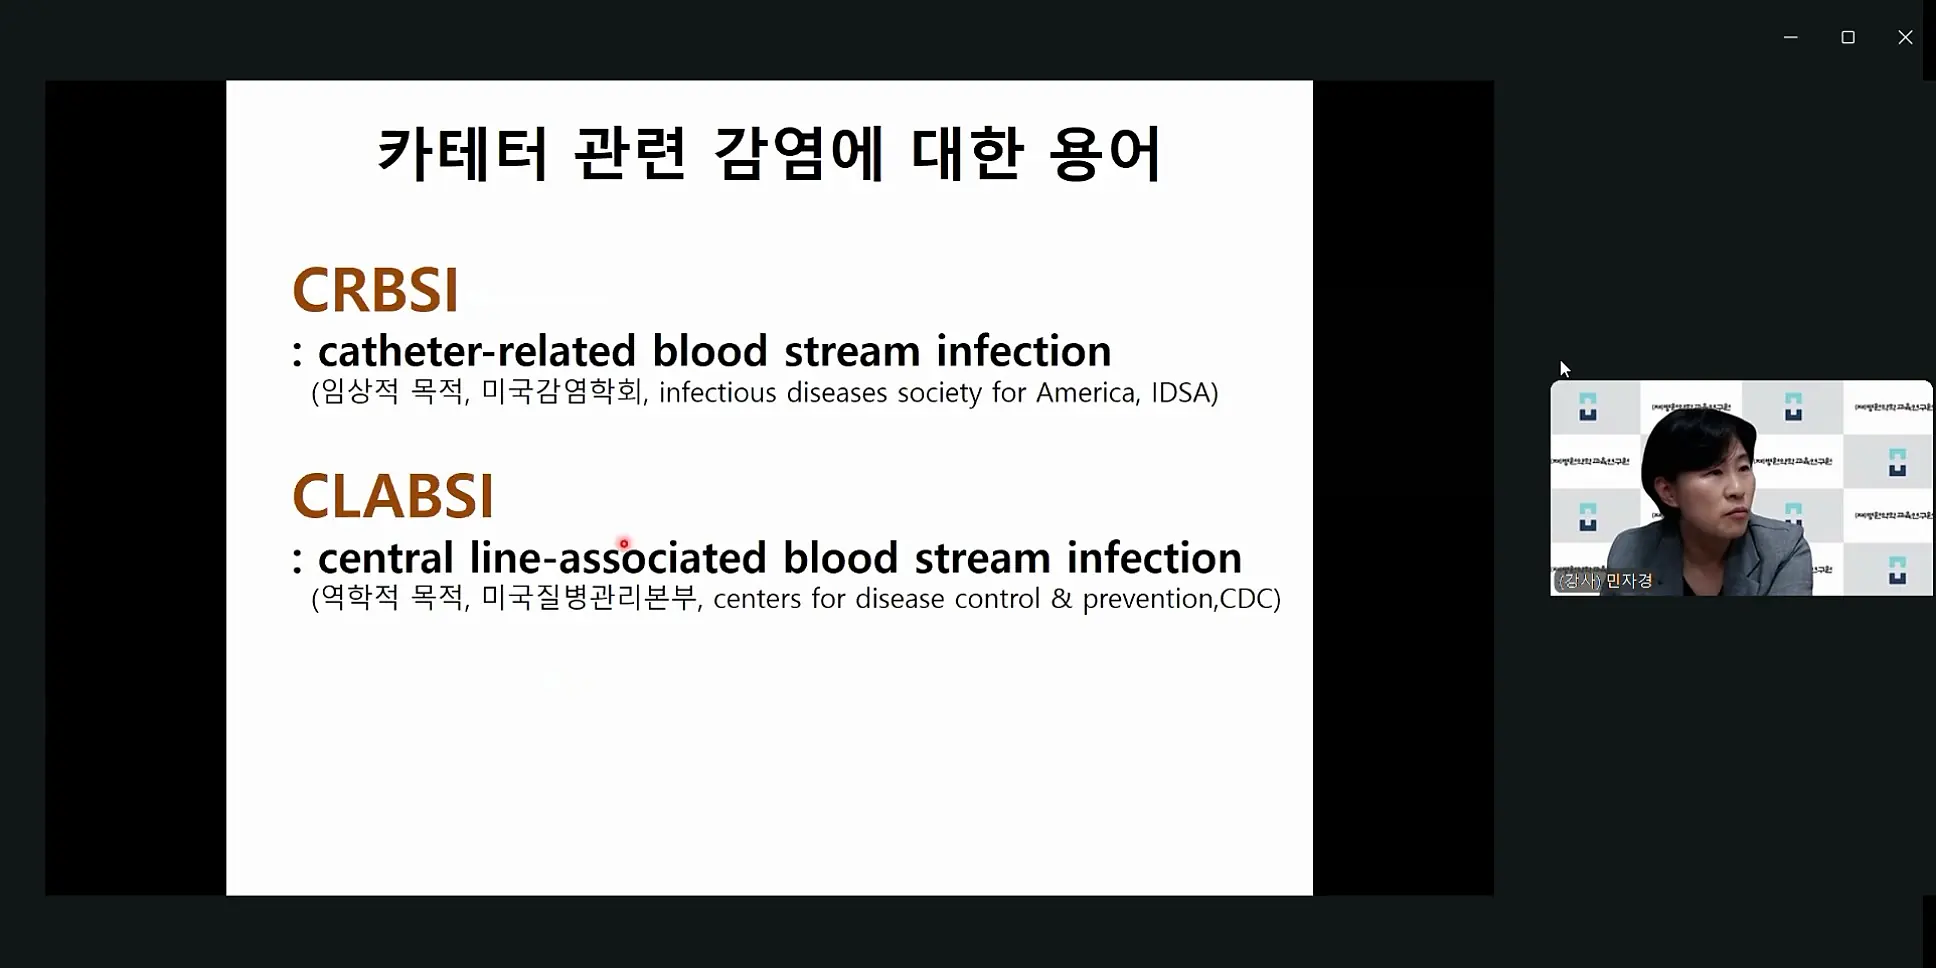 카테터 관련 감염에 대한 용어
CRBSI
: catheter-related blood stream infection
(임상적 목적, 미국감염학회, infectious diseases society for America, IDSA)
CLABSI
: central line-associated blood stream infection
(역학적 목적, 미국질병관리본부, centers for disease control & prevention,CDC)
(강사) 민자경